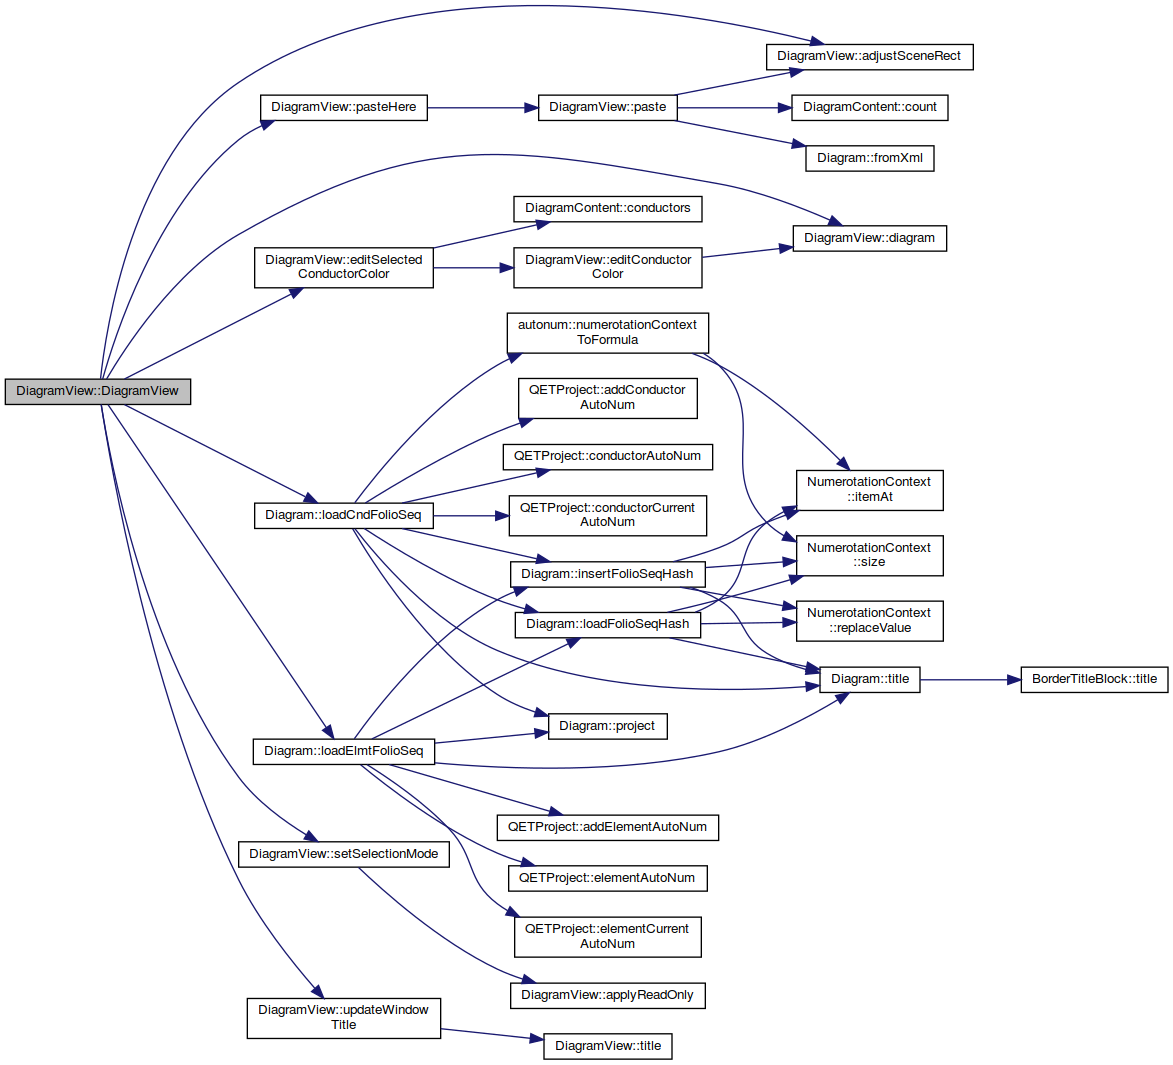 DiagramView::DiagramView
DiagramView::pasteHere
DiagramView::editSelected
ConductorColor
Diagram::loadCndFolioSeq
Diagram::loadElmtFolioSeq
DiagramView::setSelectionMode
DiagramView::updateWindow
Title
DiagramView::paste
DiagramContent::conductors
DiagramView::editConductor
Color
autonum::numerotationContext
ToFormula
QETProject::addConductor
AutoNum
QETProject::conductorAutoNum
QETProject::conductorCurrent
AutoNum
Diagram::insertFolioSeqHash
Diagram::loadFolioSeqHash
Diagram::project
QETProject::addElementAutoNum
QETProject::elementAutoNum
QETProject::elementCurrent
AutoNum
DiagramView::applyReadOnly
DiagramView::title
DiagramView::adjustSceneRect
DiagramContent::count
Diagram::fromXml
DiagramView::diagram
NumerotationContext
::itemAt
NumerotationContext
::size
NumerotationContext
::replaceValue
Diagram::title
BorderTitleBlock::title